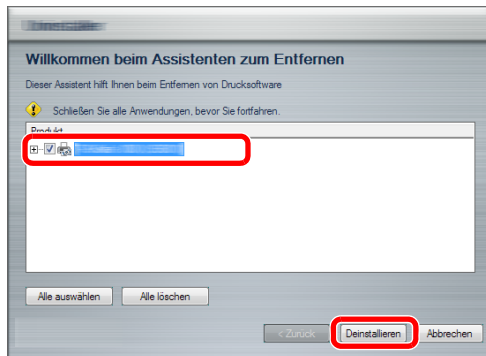 Willkommen beim Assistenten zum Entfernen
Dieser Assistent hilft Ihnen beim Entfernen von Drucksoftware
Schließen Sie alle Anwendungen, bevor Sie fortfahren.
Produkt
Alle auswählen Alle löschen
< Zurück Deinstallieren Abbrechen